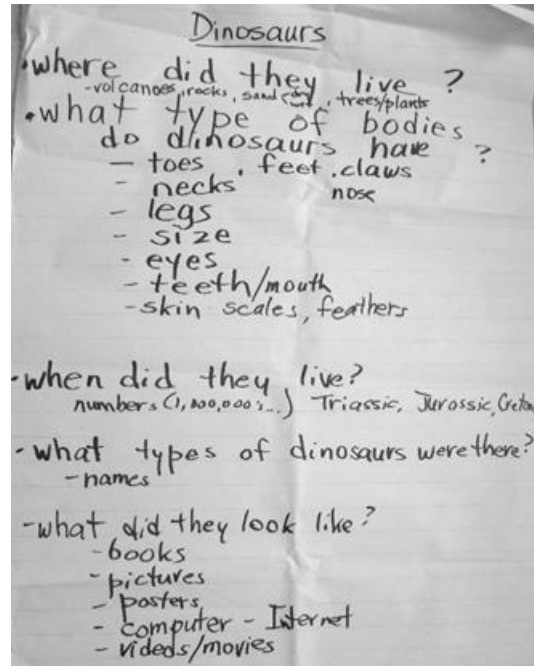 Dinosaurs
•where did they live ?
-volcanoes, rocks, sand, trees/plants
•what type of bodies
do dinosaurs have ?
- toes, feet, claws
- necks nose
- legs
- size
- eyes
- teeth/mouth
-skin scales, feathers
-when did they live?
numbers (1,000,000's...) Triassic, Jurossic,
-what types of dinosaurs were there?
-names
-what did they look like?
-books
-pictures
- posters
- computer - Internet
- videos/movies